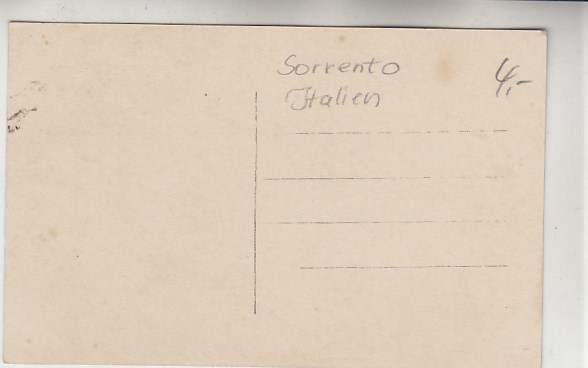 Sorrento 4,-
Italien